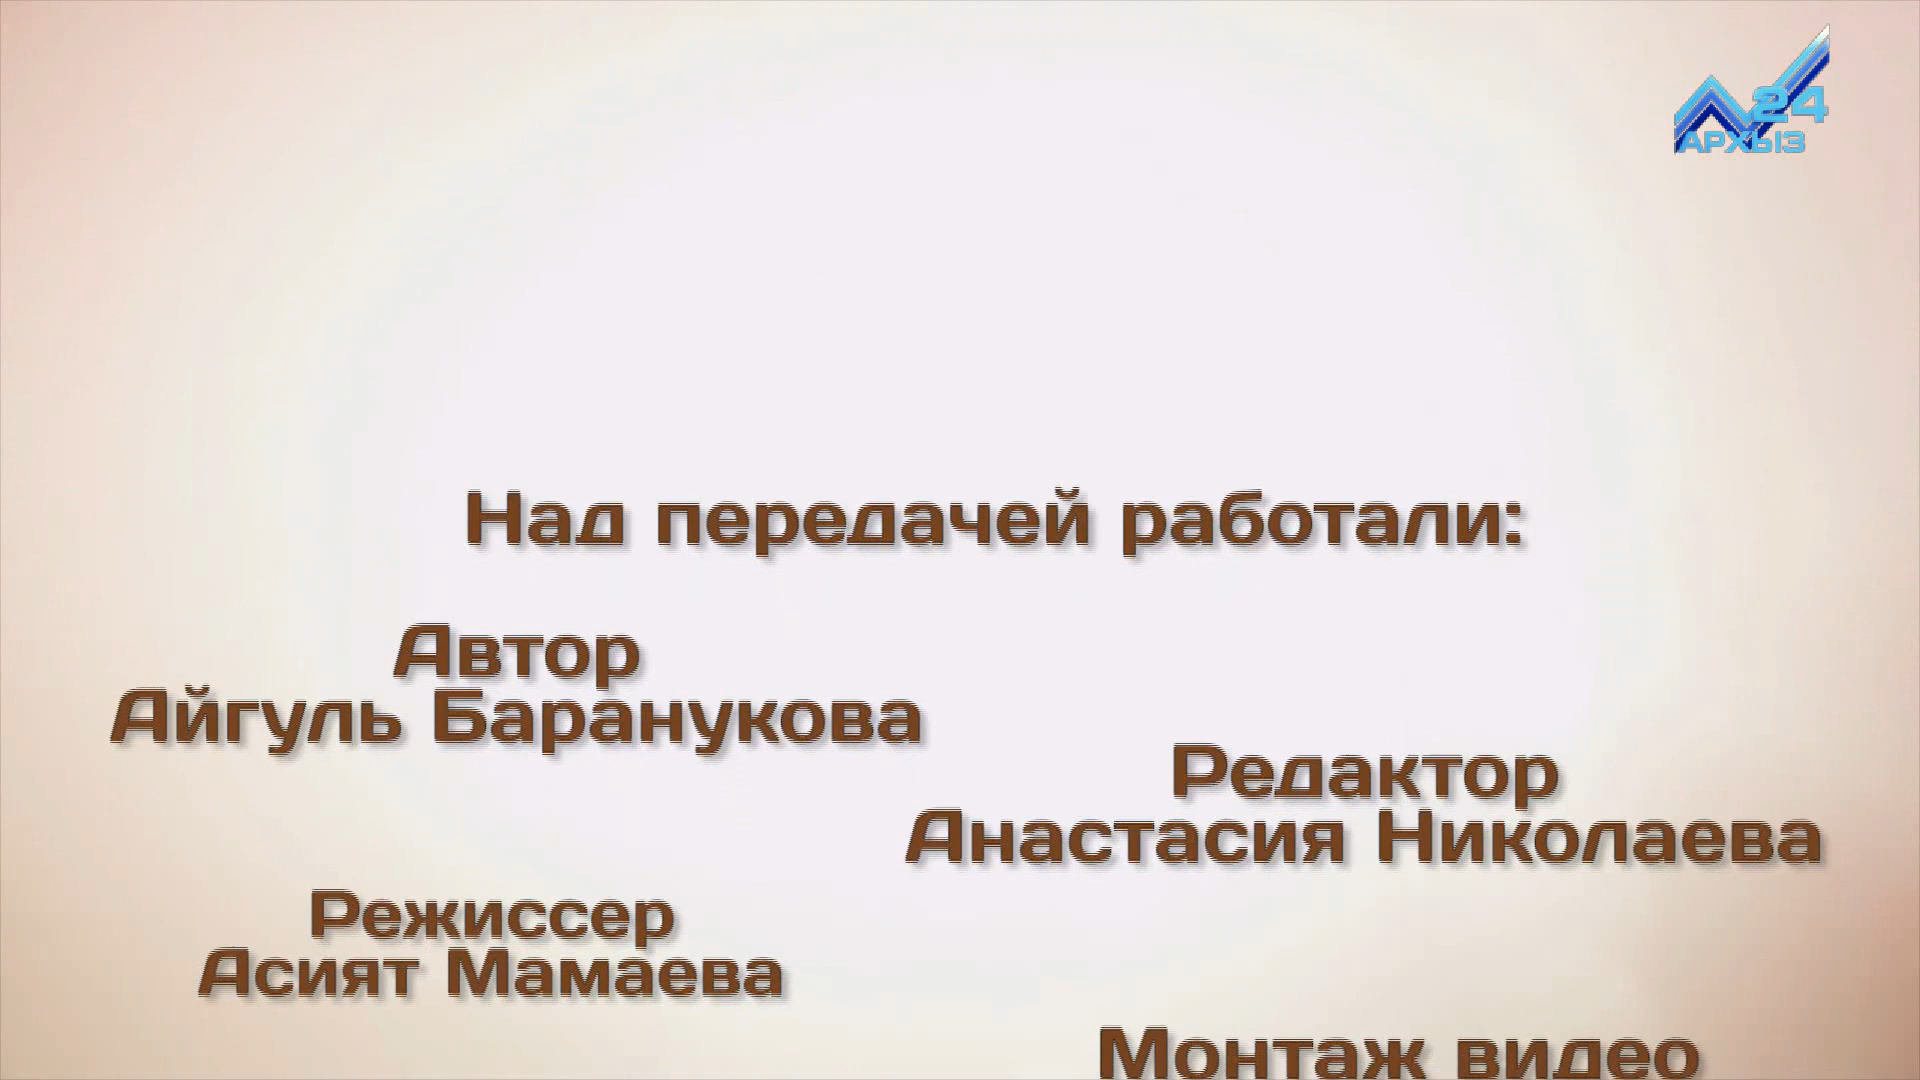 24
АРХЫЗ
Над передачей работали:
Автор
Айгуль Баранукова
Редактор
Анастасия Николаева
Режиссер
Асият Мамаева
Монтаж видео